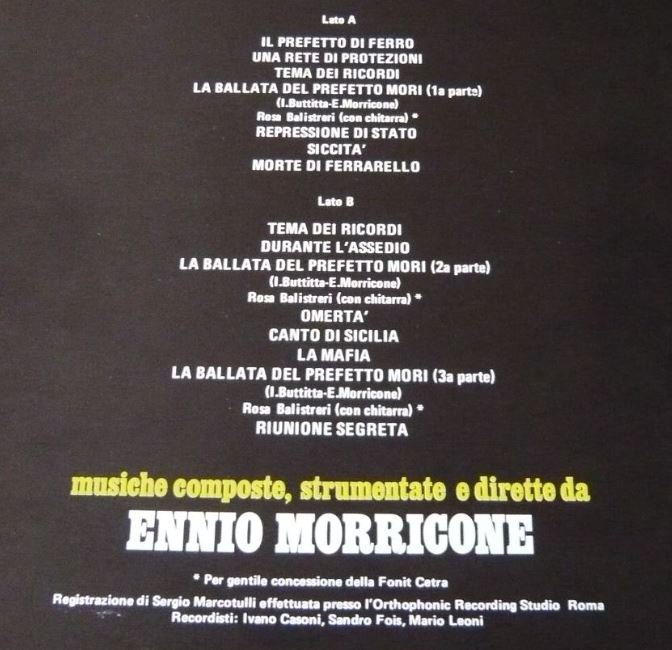 Lato A
IL PREFETTO DI FERRO
UNA RETE DI PROTEZIONI
TEMA DEI RICORDI
LA BALLATA DEL PREFETTO MORI (1a parte)
(I.Buttitta-E.Morricone)
Rosa Balistreri (con chitarra) *
REPRESSIONE DI STATO
SICCITA'
MORTE DI FERRARELLO
Lato B
TEMA DEI RICORDI
DURANTE L'ASSEDIO
LA BALLATA DEL PREFETTO MORI (2a parte)
(I.Buttitta-E.Morricone)
Rosa Balistreri (con chitarra) *
OMERTA'
CANTO DI SICILIA
LA MAFIA
LA BALLATA DEL PREFETTO MORI (3a parte)
(I.Buttitta-E.Morricone)
Rosa Balistreri (con chitarra) *
RIUNIONE SEGRETA
musiche composte, strumentate e dirette da
ENNIO MORRICONE
* Per gentile concessione della Fonit Cetra
Registrazione di Sergio Marcotulli effettuata presso l'Orthophonic Recording Studio Roma
Recordisti: Ivano Casoni, Sandro Fois, Mario Leoni